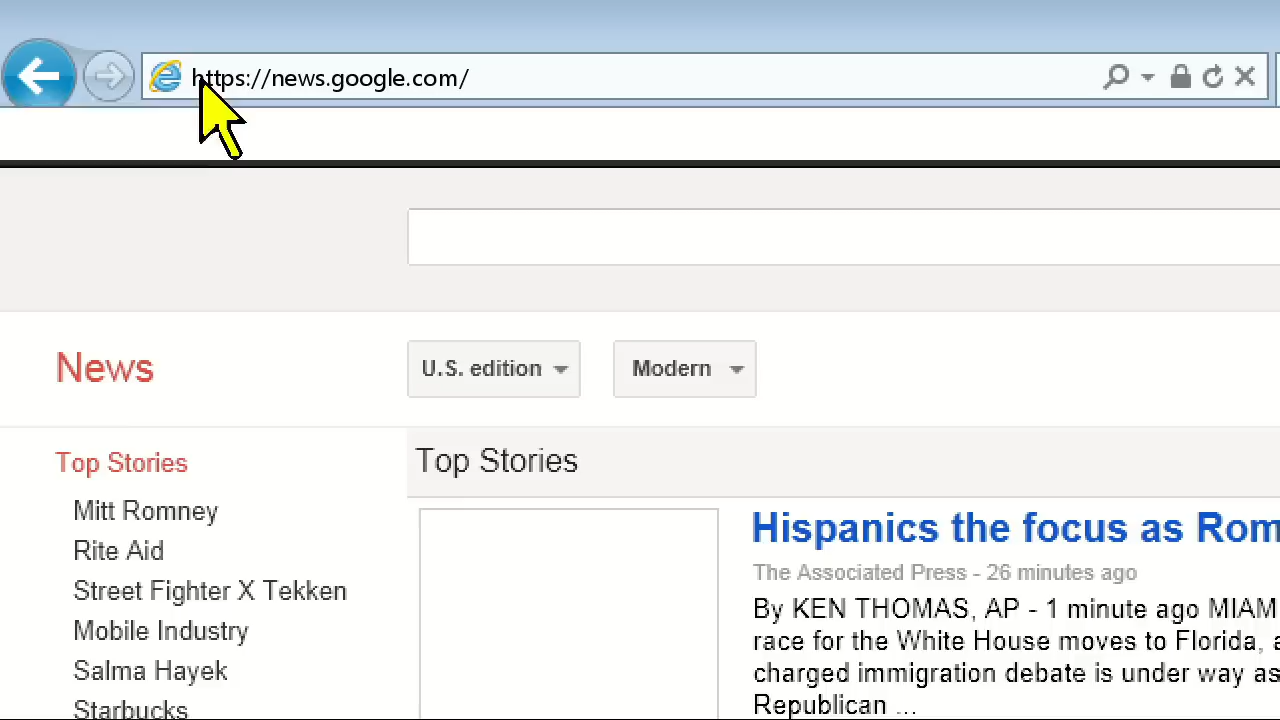 https://news.google.com/
News
U.S. edition
Modern
Top Stories
Mitt Romney
Rite Aid
Street Fighter X Tekken
Mobile Industry
Salma Hayek
Starbucks
Top Stories
Hispanics the focus as Rom
The Associated Press - 26 minutes ago
By KEN THOMAS, AP - 1 minute ago MIAM
race for the White House moves to Florida, a
charged immigration debate is under way as
Republican ...